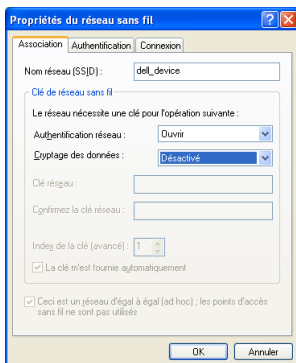 Propriétés du réseau sans fil
Association Authentification Connexion
Nom réseau (SSID) : dell_device
Clé de réseau sans fil
Le réseau nécessite une clé pour l'opération suivante :
Authentification réseau : Ouvrir
Cryptage des données : Désactivé
Clé réseau :
Confirmez la clé réseau :
Index de la clé (avancé) : 1
La clé m'est fournie automatiquement
Ceci est un réseau d'égal à égal (ad hoc) ; les points d'accès
sans fil ne sont pas utilisés
OK Annuler